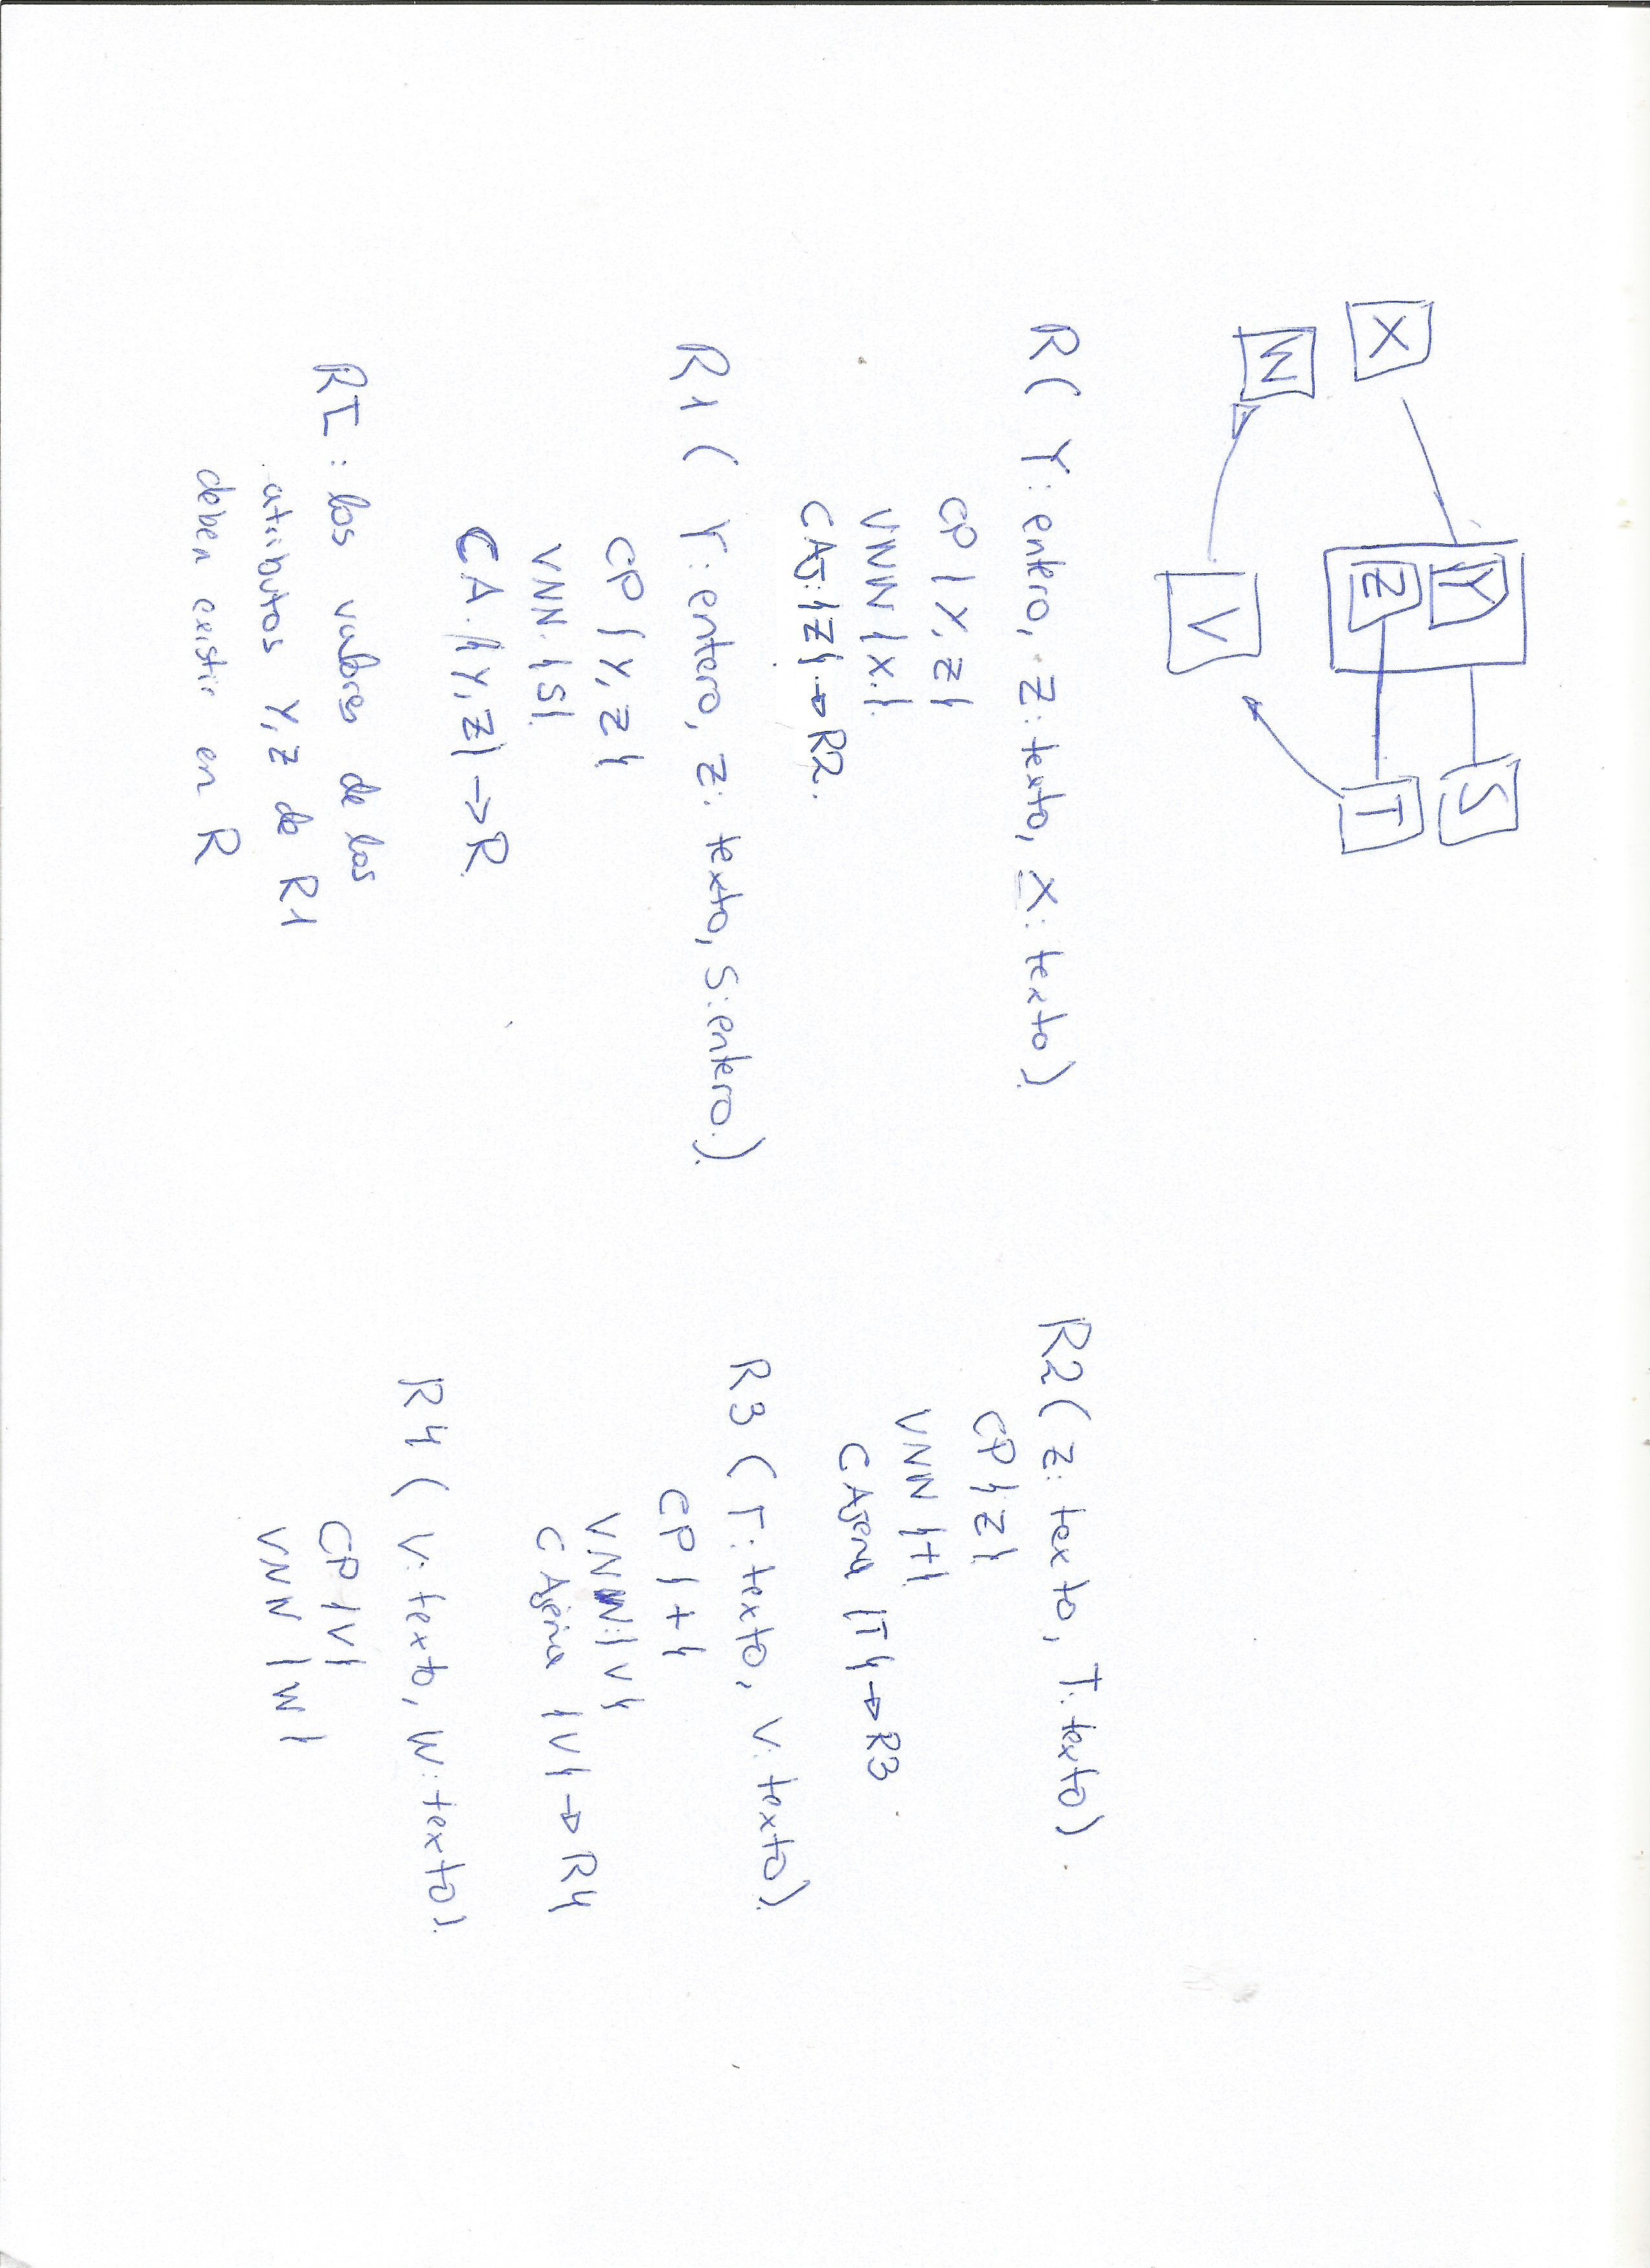 Y
S
X
Z
T
W
V
R( Y: entero, Z: texto, X: texto)
CP {Y, Z}
VNN {X.}
CAj: {Z} → R2.
R1 ( Y: entero, Z: texto, S: entero.)
CP {Y, Z}
VNN. {S}
CA. {Y, Z} → R
RI: los valores de los
atributos Y, Z de R1
deben existir en R
R2( Z: texto, T: texto).
CP {Z}
VNN {t}
C Ajena {T} → R3
R3 ( T: texto, V: texto)
CP {t}
VNN: {V}
C Ajena {V} → R4
R4 ( V: texto, W: texto).
CP {V}
VNN {W}